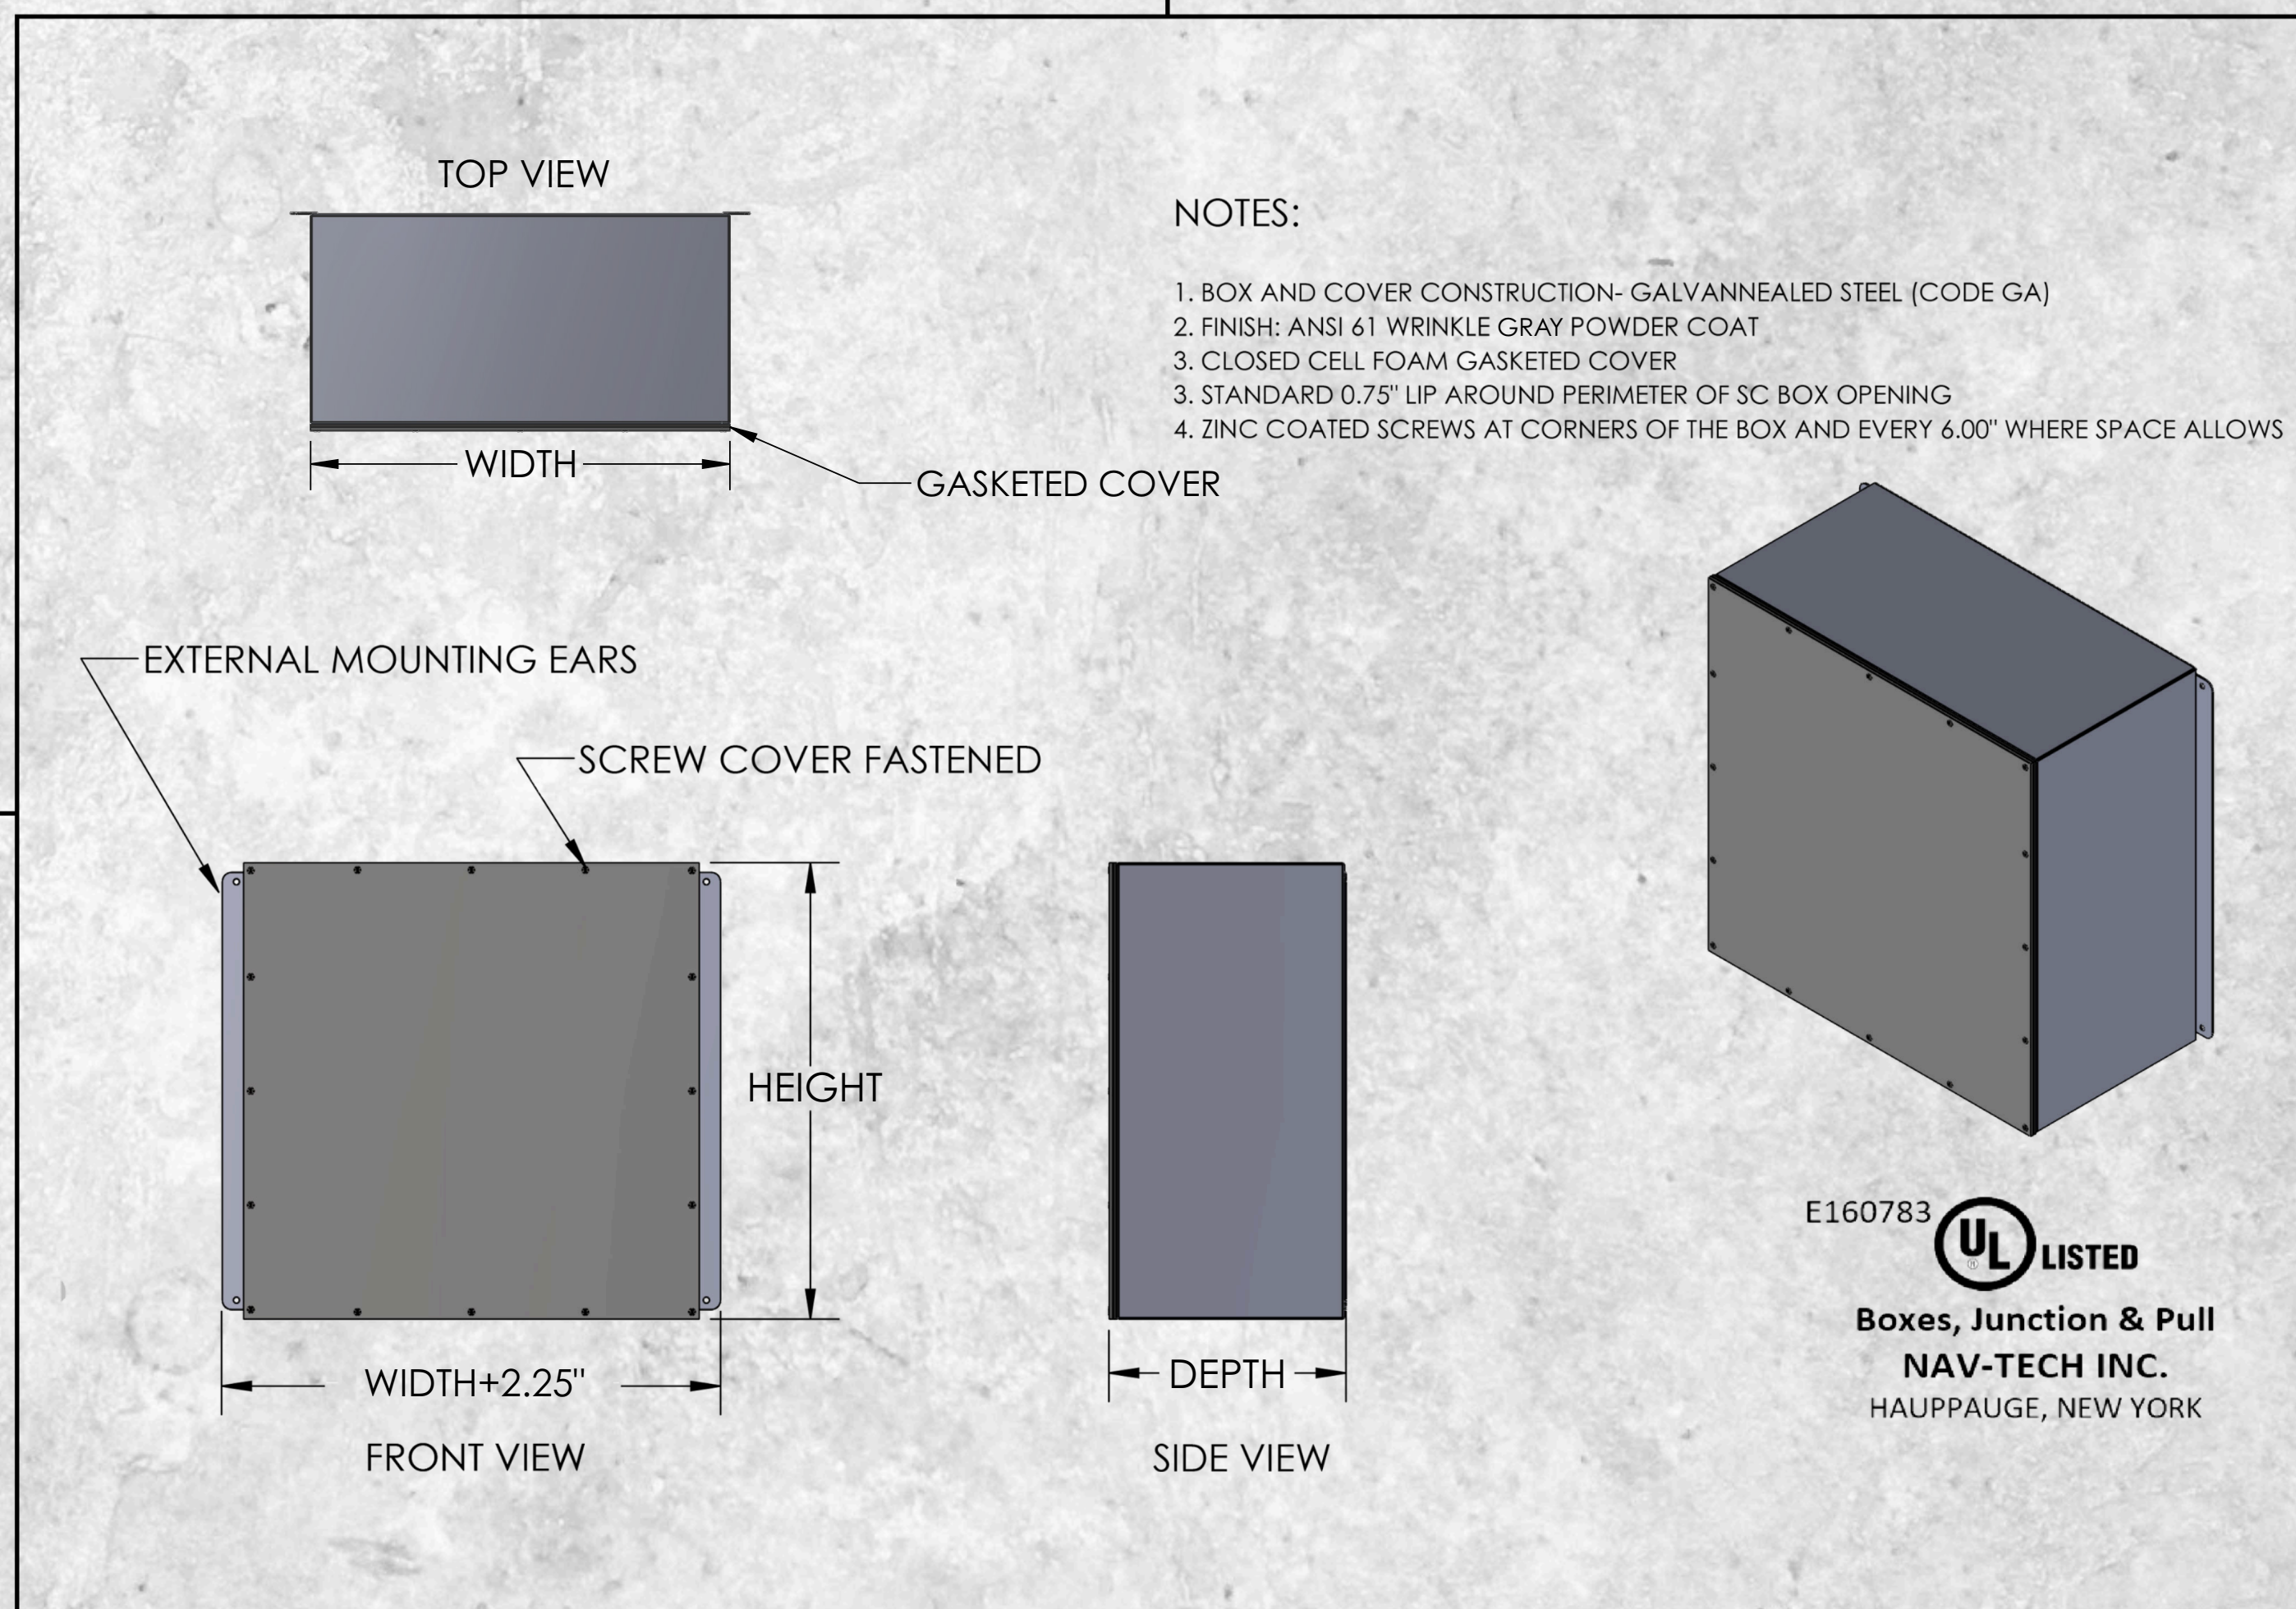 TOP VIEW
WIDTH
GASKETED COVER
NOTES:
1. BOX AND COVER CONSTRUCTION- GALVANNEALED STEEL (CODE GA)
2. FINISH: ANSI 61 WRINKLE GRAY POWDER COAT
3. CLOSED CELL FOAM GASKETED COVER
3. STANDARD 0.75" LIP AROUND PERIMETER OF SC BOX OPENING
4. ZINC COATED SCREWS AT CORNERS OF THE BOX AND EVERY 6.00" WHERE SPACE ALLOWS
EXTERNAL MOUNTING EARS
SCREW COVER FASTENED
HEIGHT
WIDTH+2.25"
FRONT VIEW
DEPTH
SIDE VIEW
E160783
UL® LISTED
Boxes, Junction & Pull
NAV-TECH INC.
HAUPPAUGE, NEW YORK